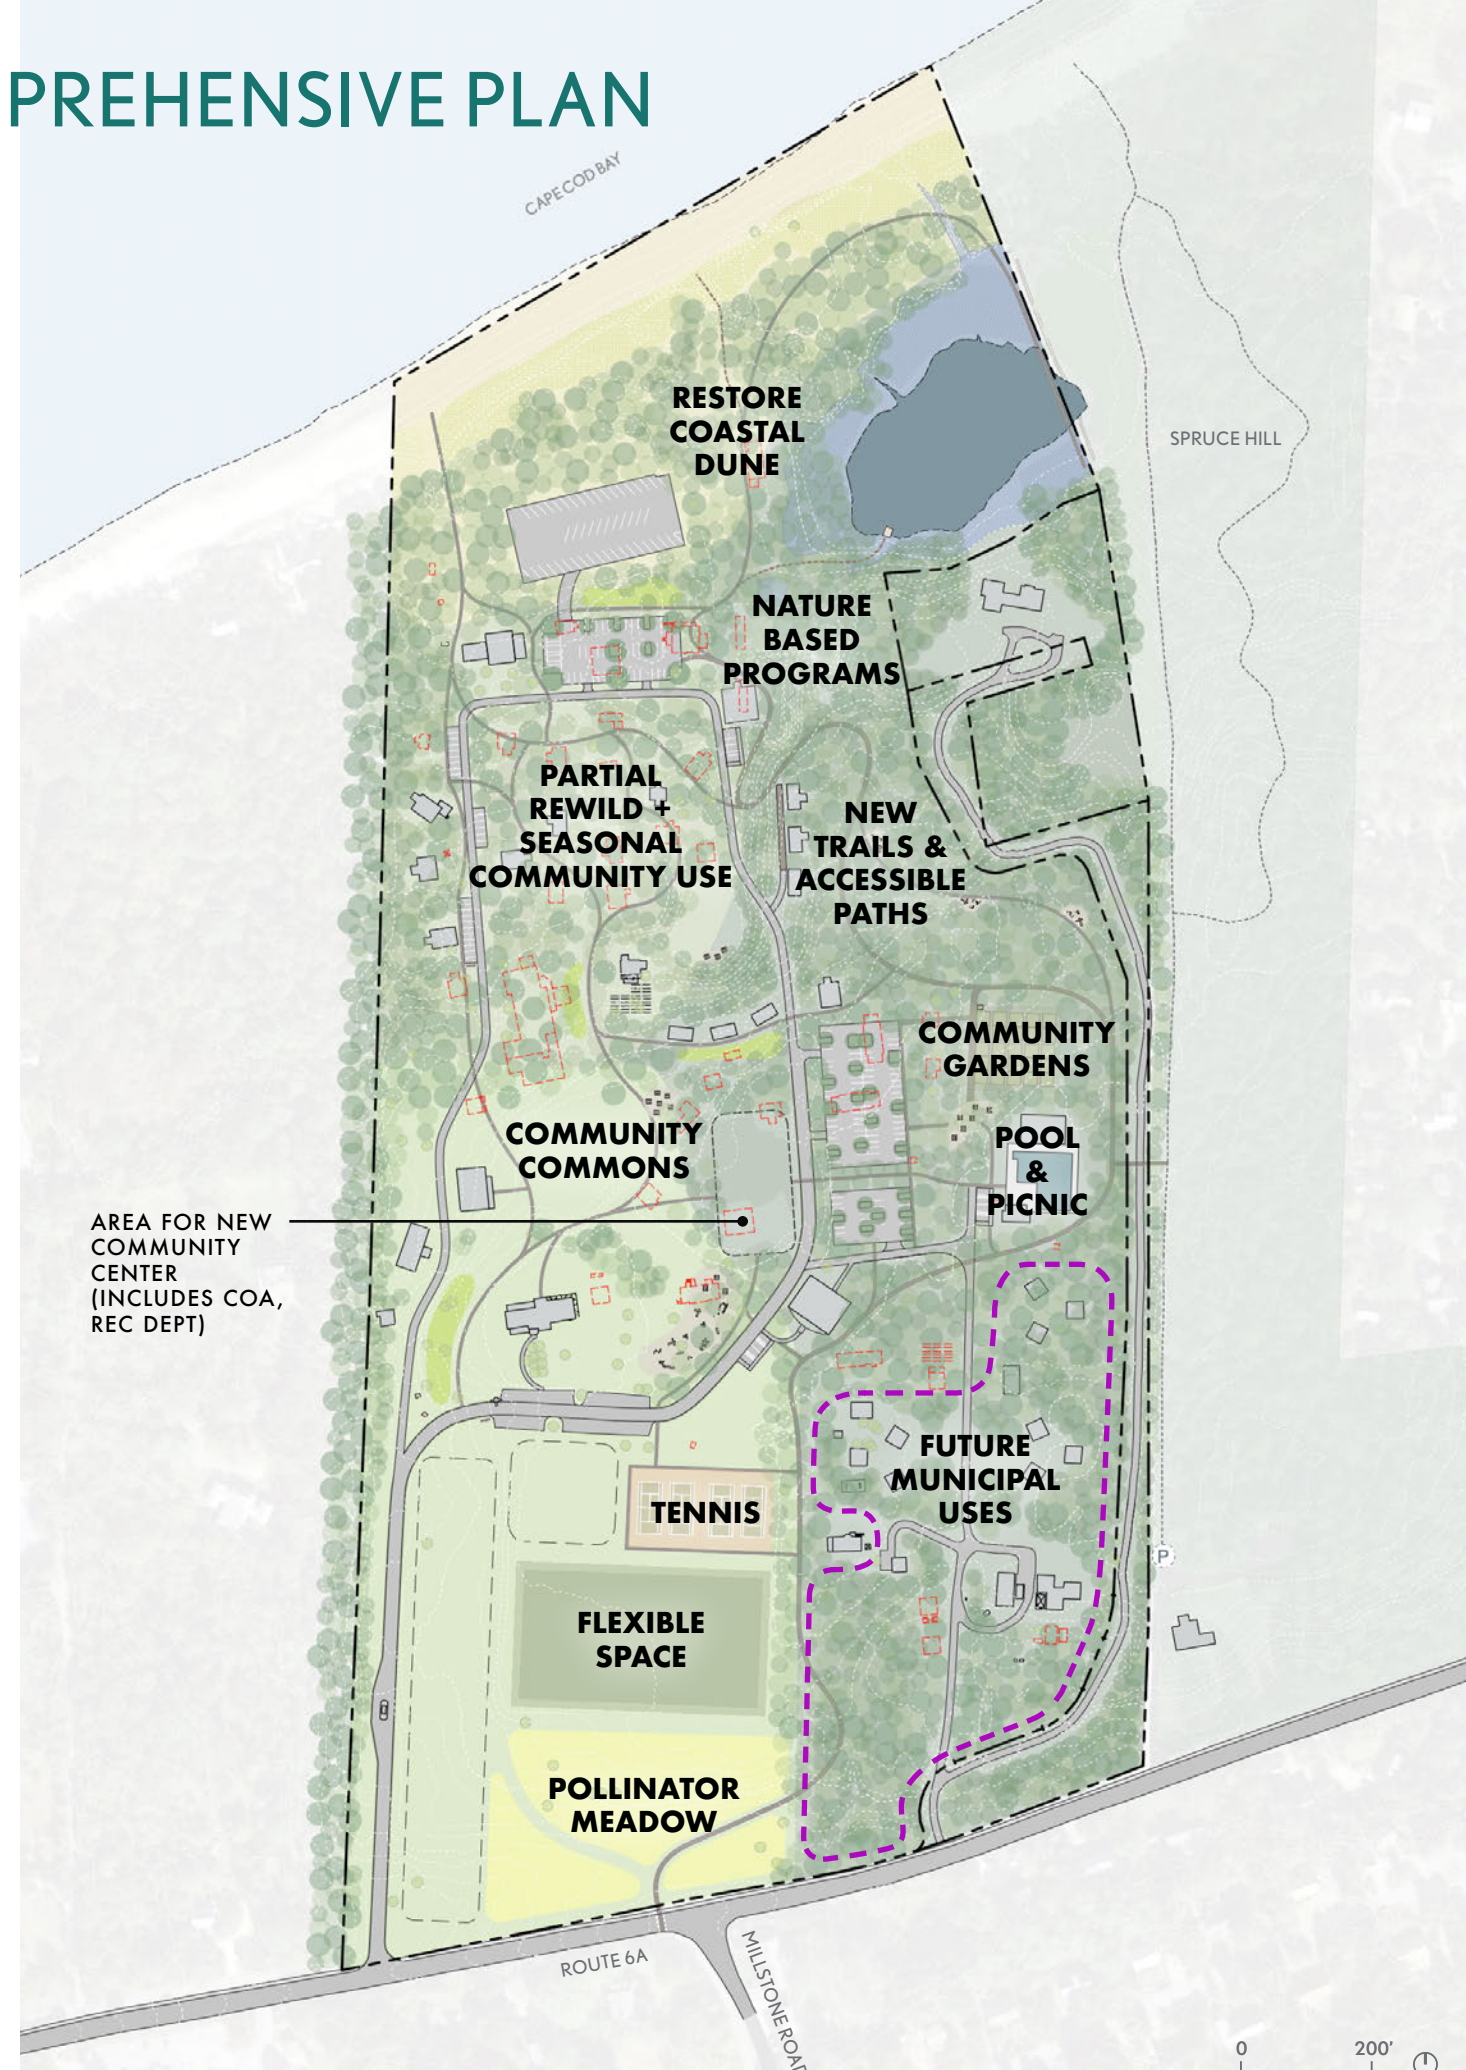 PREHENSIVE PLAN
CAPE COD BAY
RESTORE
COASTAL
DUNE
SPRUCE HILL
NATURE
BASED
PROGRAMS
PARTIAL
REWILD +
SEASONAL
COMMUNITY USE
NEW
TRAILS &
ACCESSIBLE
PATHS
COMMUNITY
GARDENS
COMMUNITY
COMMONS
POOL
&
PICNIC
AREA FOR NEW
COMMUNITY
CENTER
(INCLUDES COA,
REC DEPT)
FUTURE
MUNICIPAL
USES
TENNIS
P
FLEXIBLE
SPACE
POLLINATOR
MEADOW
ROUTE 6A
MILLSTONE ROAD
0 200'